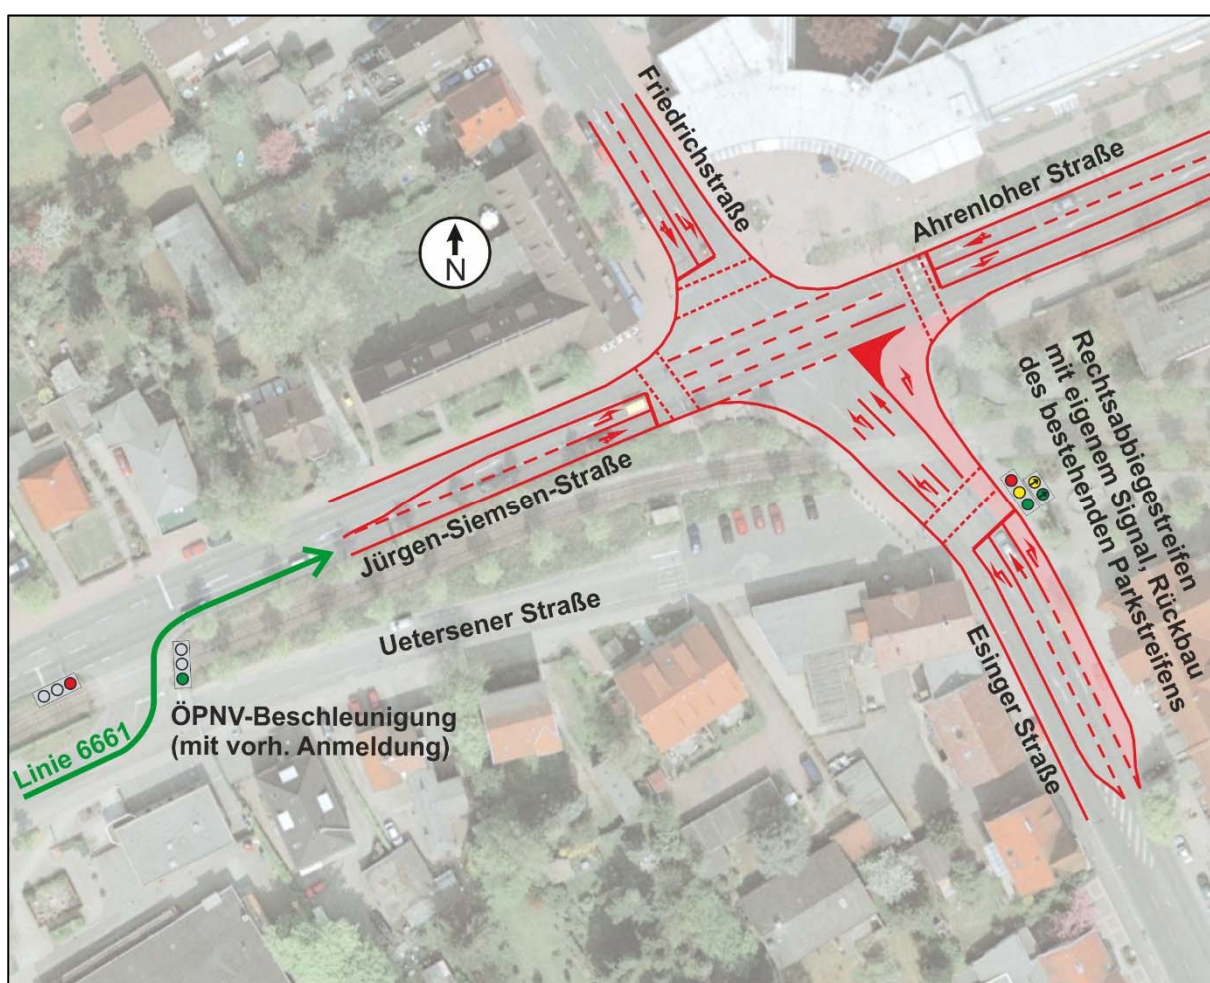 Friedrichstraße
Ahrenloher Straße
N
Rechtsabbiegestreifen
mit eigenem Signal, Rückbau
des bestehenden Parkstreifens
Jürgen-Siemsen-Straße
Uetersener Straße
Esinger Straße
ÖPNV-Beschleunigung
(mit vorh. Anmeldung)
Linie 6661